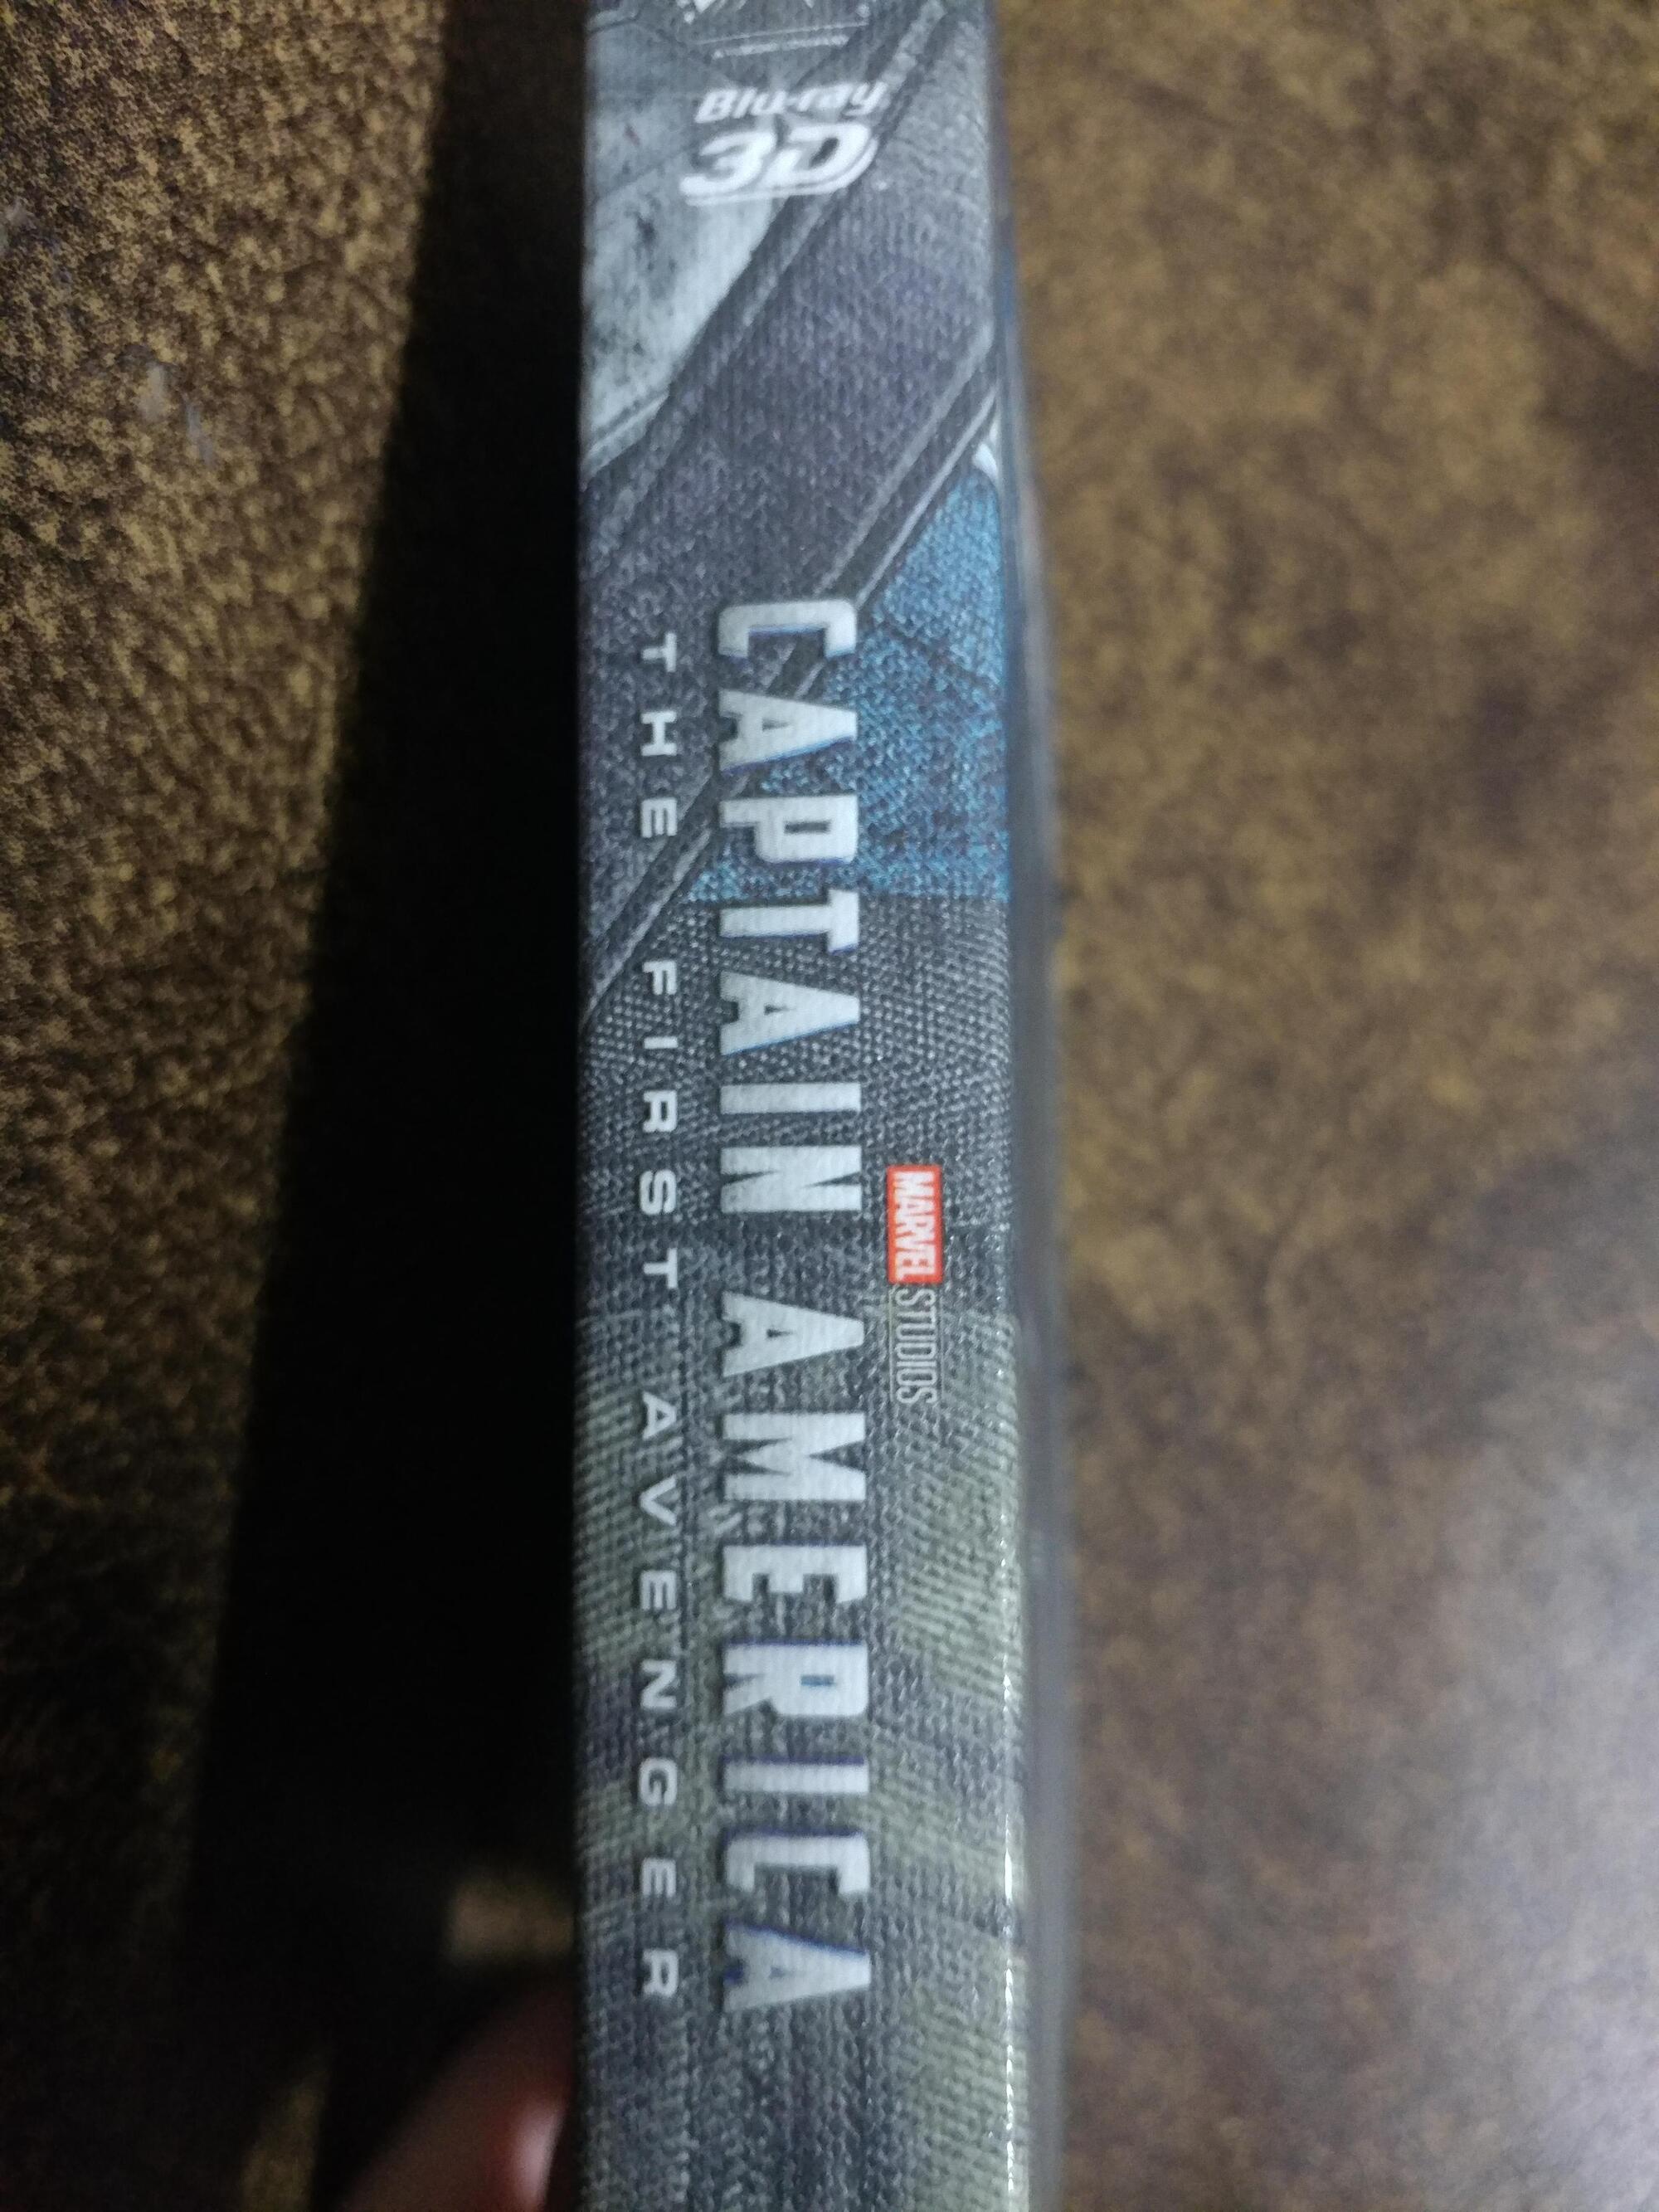 Blu-ray
3D
MARVEL STUDIOS
CAPTAIN AMERICA
THE FIRST AVENGER